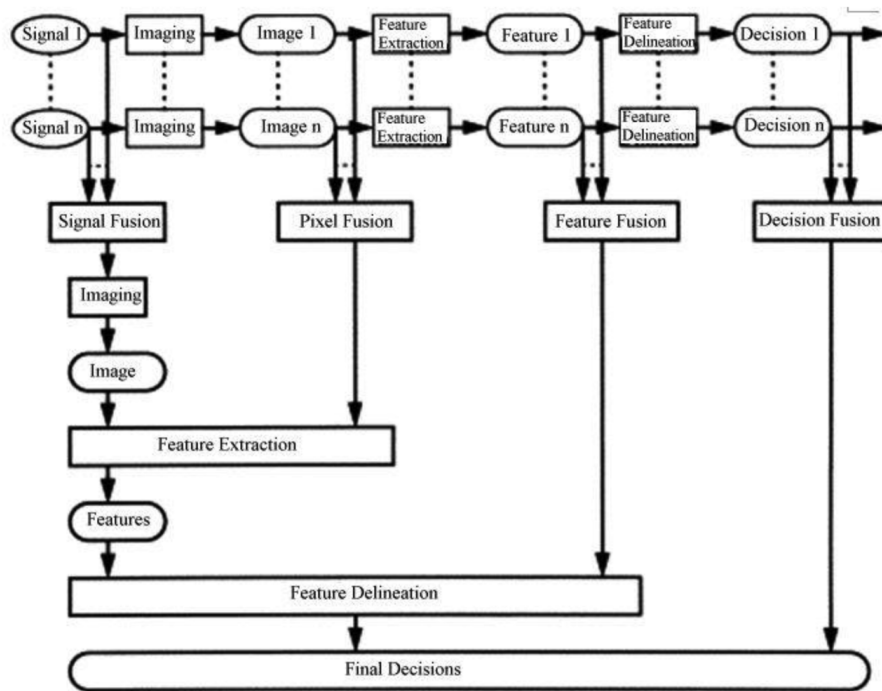 Signal 1
Imaging
Image 1
Feature
Extraction
Feature 1
Feature
Delineation
Decision 1
Signal n
Imaging
Image n
Feature
Extraction
Feature n
Feature
Delineation
Decision n
Signal Fusion
Pixel Fusion
Feature Fusion
Decision Fusion
Imaging
Image
Feature Extraction
Features
Feature Delineation
Final Decisions